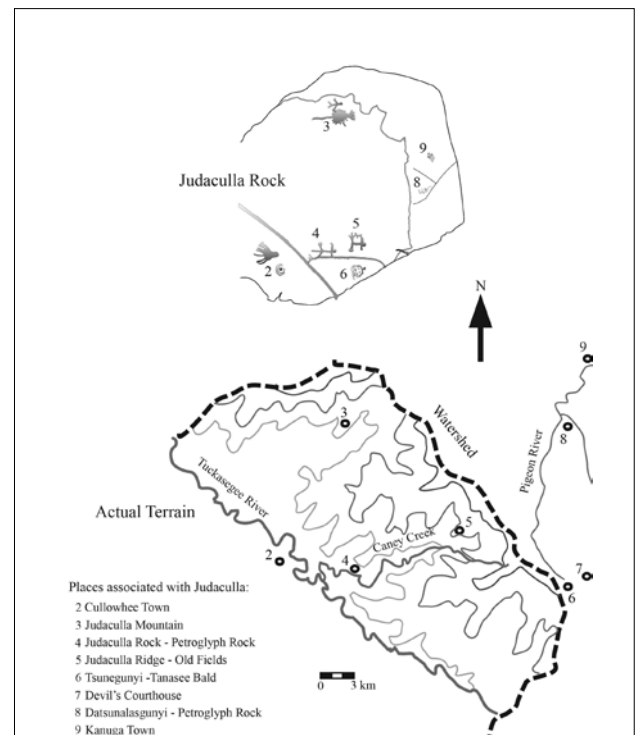 3
9
Judaculla Rock
8
4
5
2
6
N
9
3
Watershed
8
Pigeon River
Tuckasegee River
Actual Terrain
5
Caney Creek
2
4
7
6
Places associated with Judaculla:
2 Cullowhee Town
3 Judaculla Mountain
4 Judaculla Rock - Petroglyph Rock
5 Judaculla Ridge - Old Fields
6 Tsunegunyi -Tanasee Bald
7 Devil's Courthouse
8 Datsunalasgunyi - Petroglyph Rock
9 Kanuga Town
0 3 km